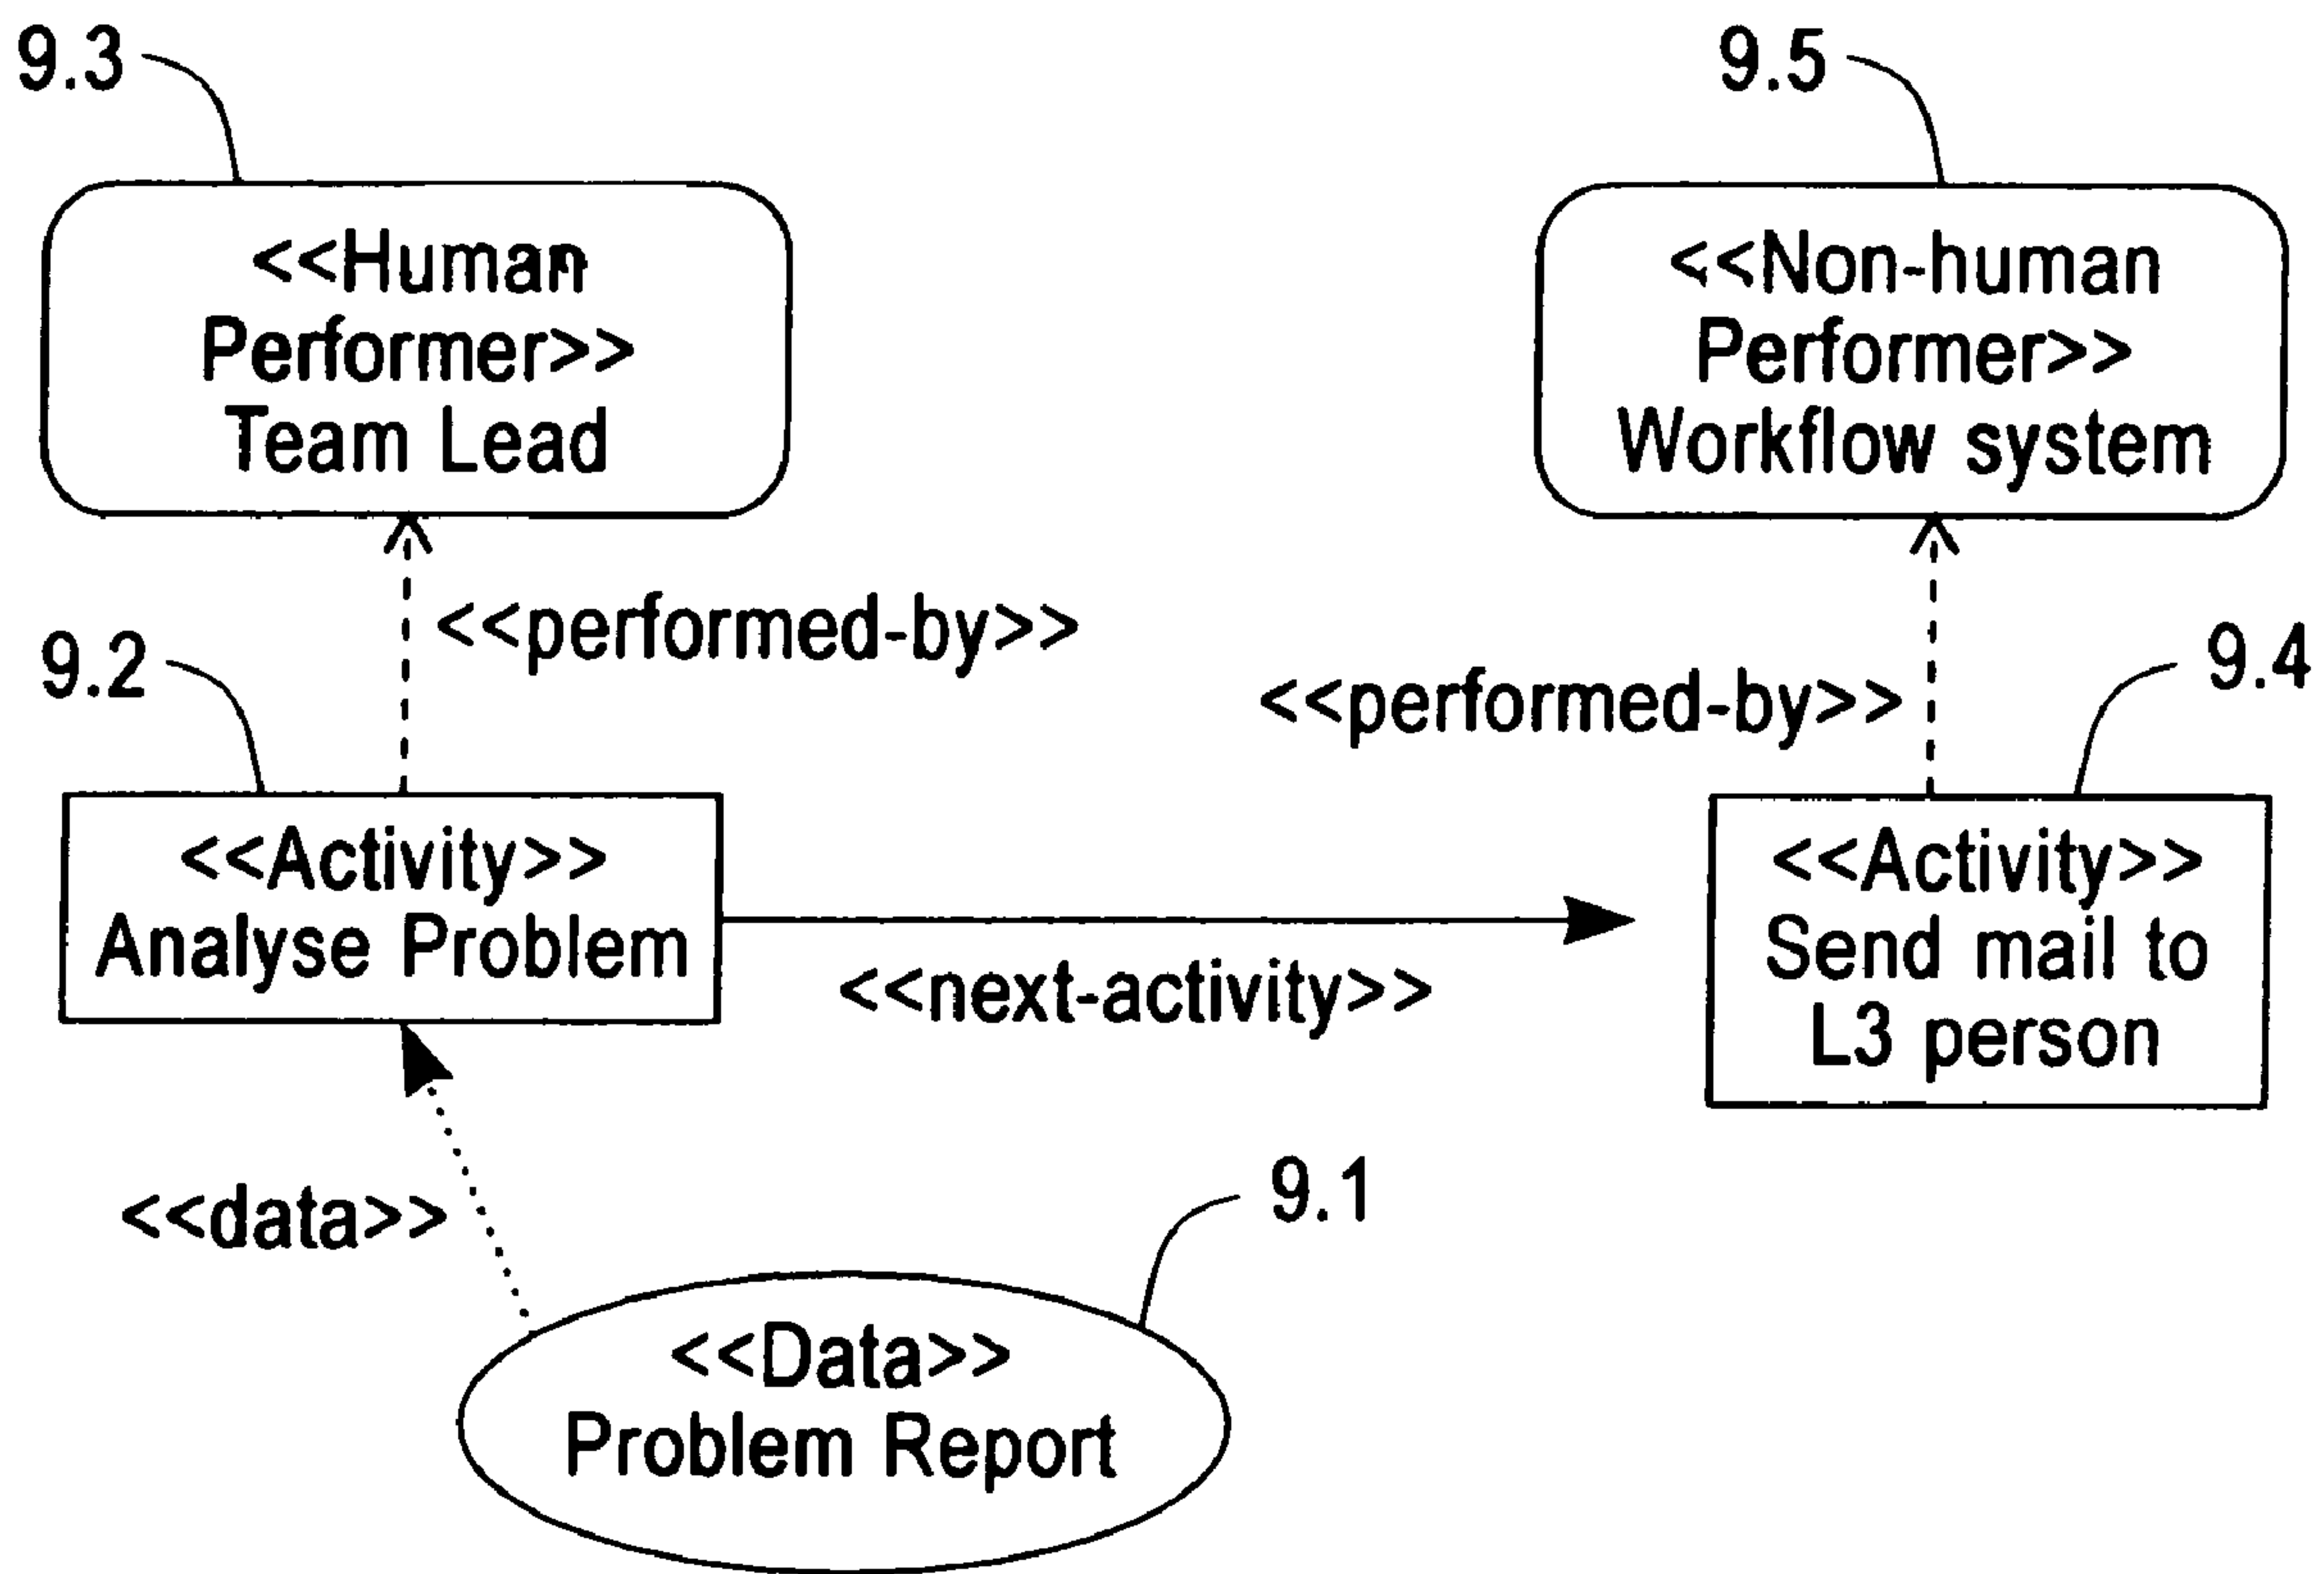 9.3
9.5
<<Human
Performer>>
Team Lead
<<Non-human
Performer>>
Workflow system
<<performed-by>>
9.2
9.4
<<performed-by>>
<<Activity>>
Analyse Problem
<<Activity>>
Send mail to
L3 person
<<next-activity>>
<<data>>
9.1
<<Data>>
Problem Report